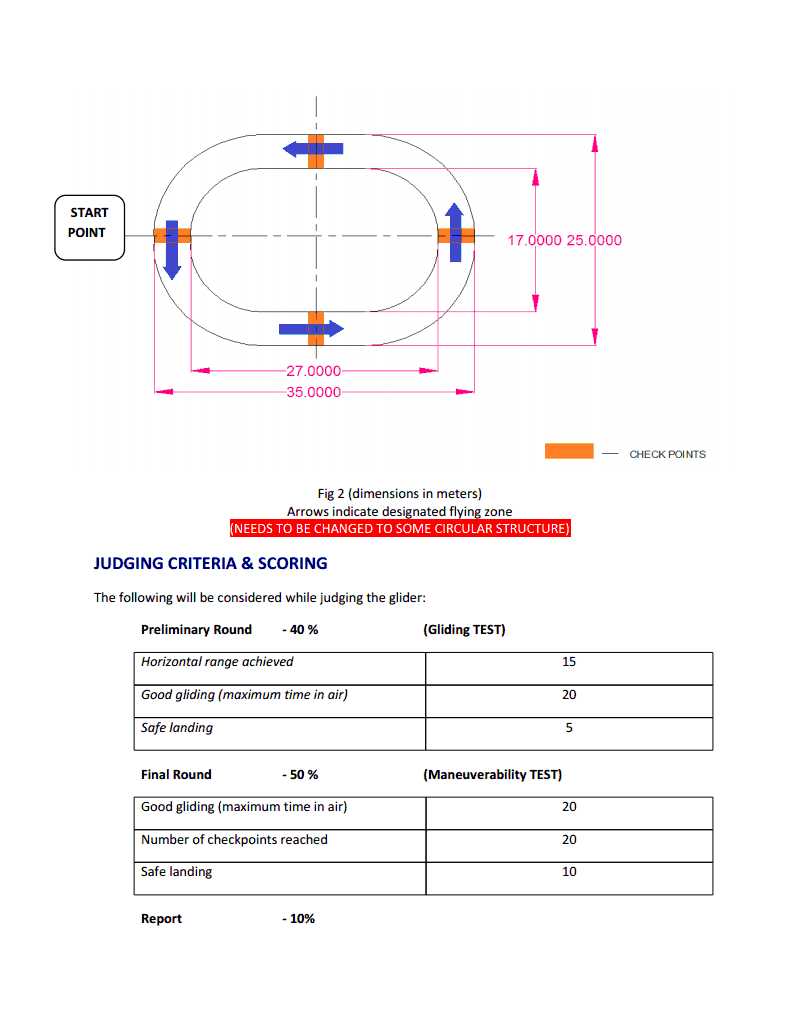 START
POINT
17.0000 25.0000
27.0000
35.0000
CHECK POINTS
Fig 2 (dimensions in meters)
Arrows indicate designated flying zone
(NEEDS TO BE CHANGED TO SOME CIRCULAR STRUCTURE)
JUDGING CRITERIA & SCORING
The following will be considered while judging the glider:
Preliminary Round - 40 % (Gliding TEST)
Horizontal range achieved 15
Good gliding (maximum time in air) 20
Safe landing 5
Final Round - 50 % (Maneuverability TEST)
Good gliding (maximum time in air) 20
Number of checkpoints reached 20
Safe landing 10
Report - 10%